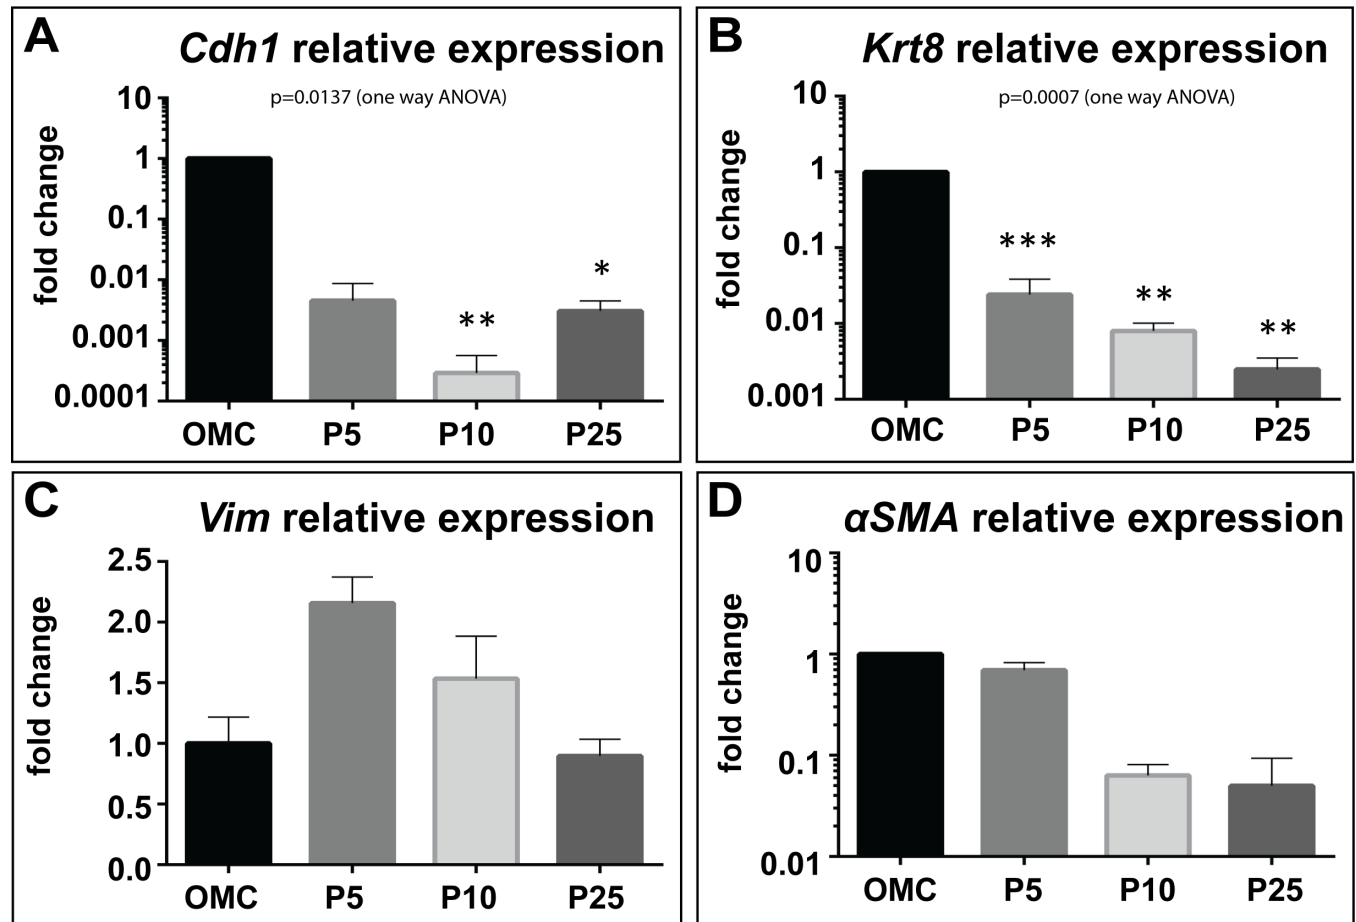 A
Cdh1 relative expression
p=0.0137 (one way ANOVA)
fold change
10
1
0.1
0.01
0.001
0.0001
**
*
OMC P5 P10 P25
B
Krt8 relative expression
p=0.0007 (one way ANOVA)
fold change
10
1
0.1
0.01
0.001
***
**
**
OMC P5 P10 P25
C
Vim relative expression
fold change
2.5
2.0
1.5
1.0
0.5
0.0
OMC P5 P10 P25
D
αSMA relative expression
fold change
10
1
0.1
0.01
OMC P5 P10 P25